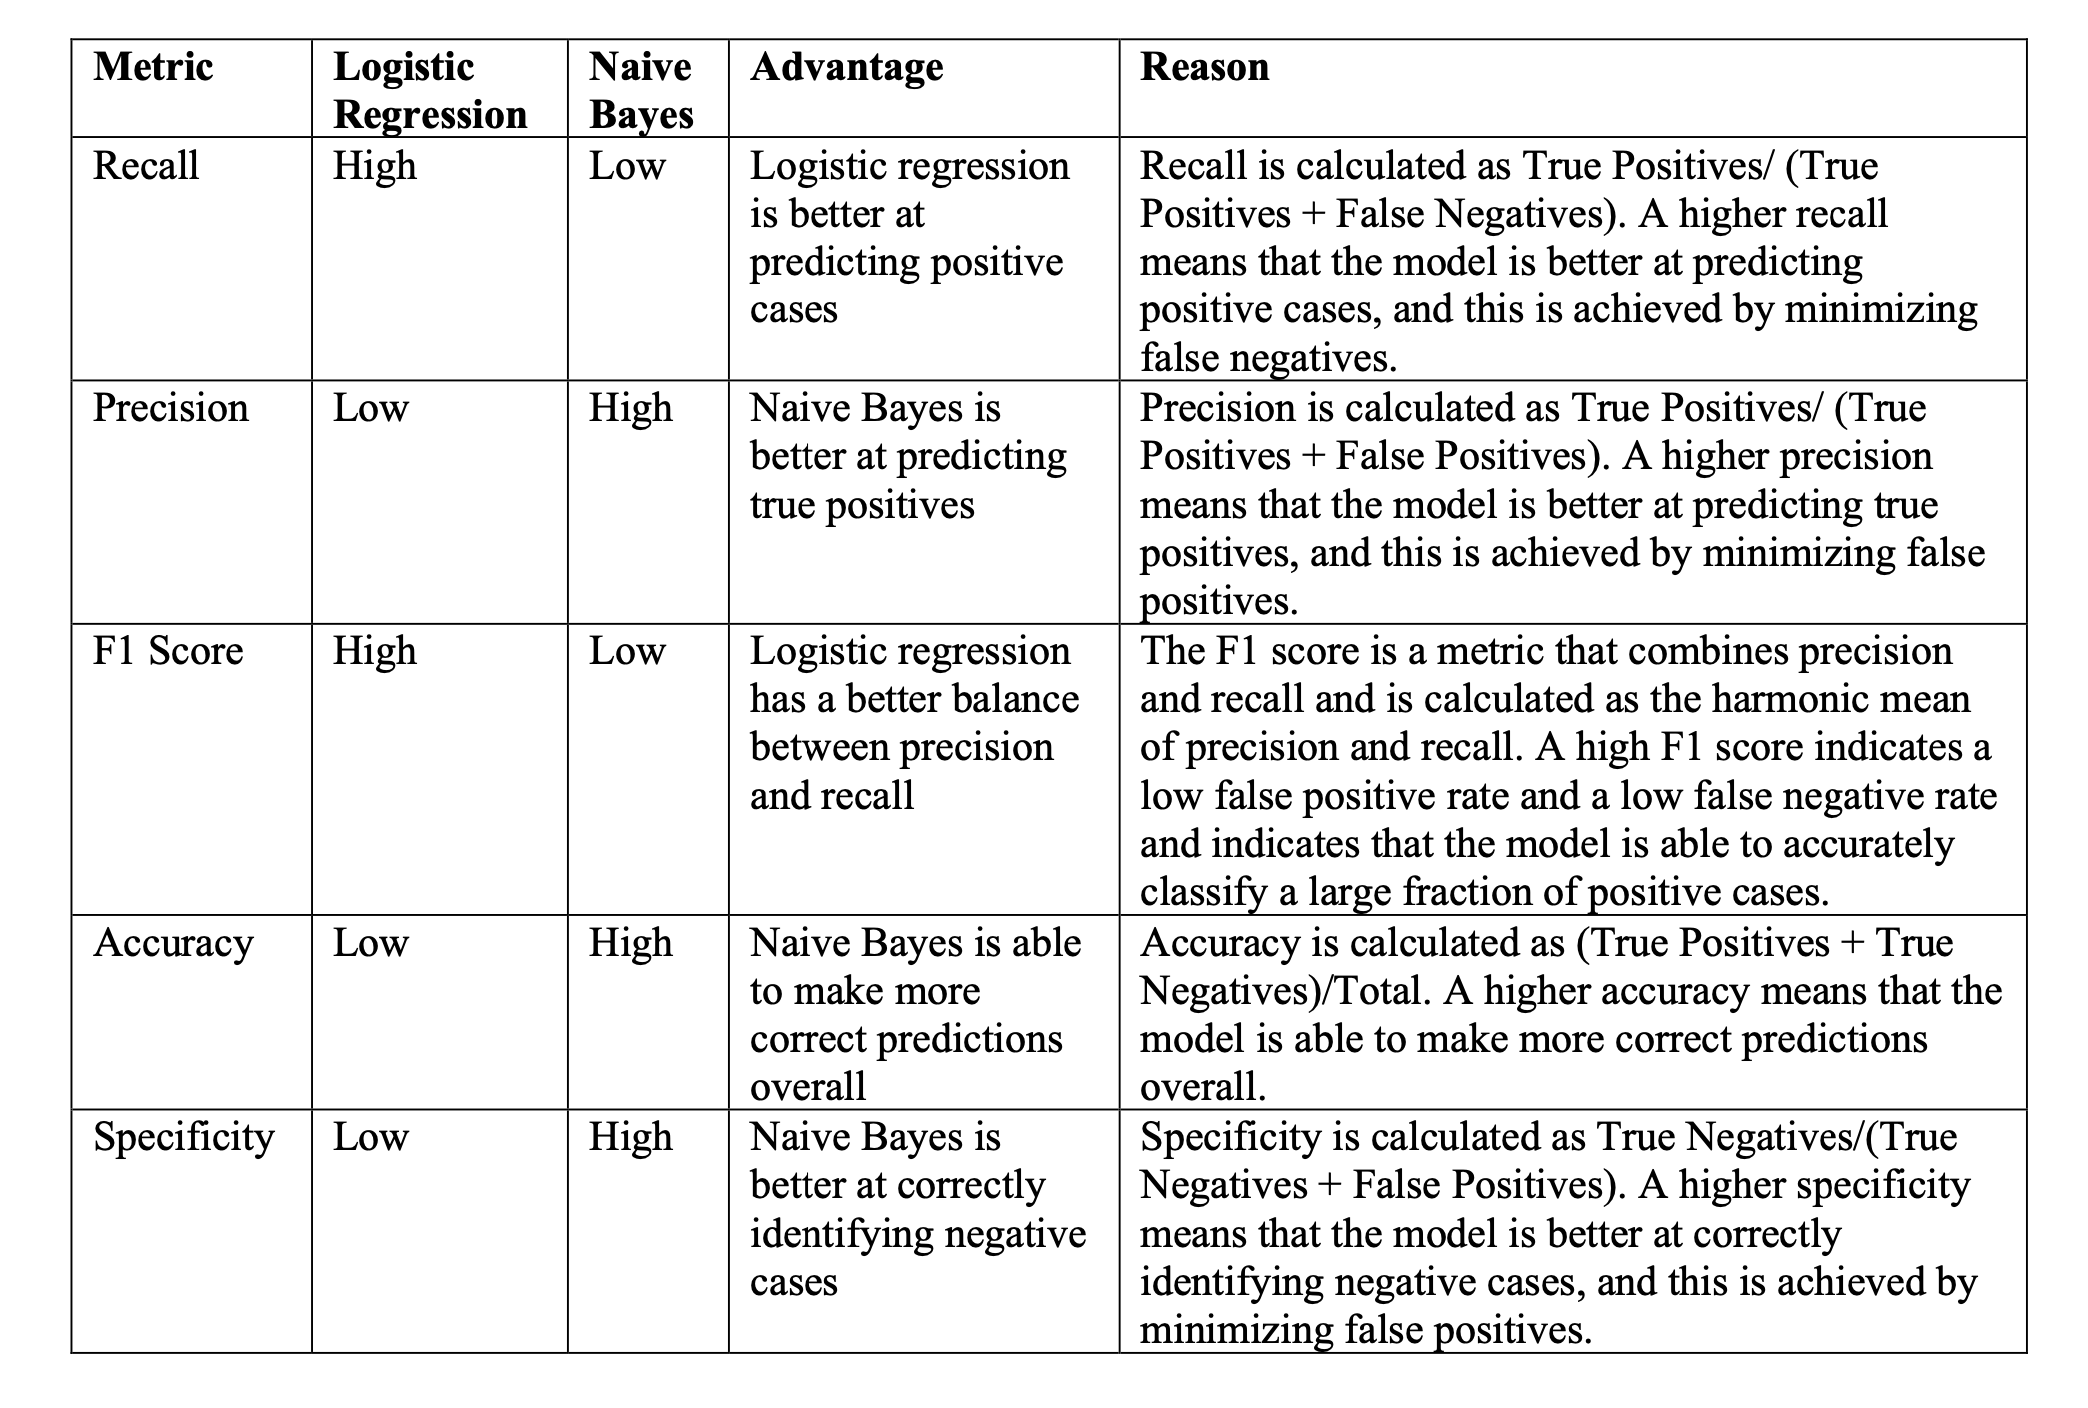 Metric
Logistic
Regression
Naive
Bayes
Advantage
Reason
Recall
High
Low
Logistic regression
is better at
predicting positive
cases
Recall is calculated as True Positives/ (True
Positives + False Negatives). A higher recall
means that the model is better at predicting
positive cases, and this is achieved by minimizing
false negatives.
Precision
Low
High
Naive Bayes is
better at predicting
true positives
Precision is calculated as True Positives/ (True
Positives + False Positives). A higher precision
means that the model is better at predicting true
positives, and this is achieved by minimizing false
positives.
F1 Score
High
Low
Logistic regression
has a better balance
between precision
and recall
The F1 score is a metric that combines precision
and recall and is calculated as the harmonic mean
of precision and recall. A high F1 score indicates a
low false positive rate and a low false negative rate
and indicates that the model is able to accurately
classify a large fraction of positive cases.
Accuracy
Low
High
Naive Bayes is able
to make more
correct predictions
overall
Accuracy is calculated as (True Positives + True
Negatives)/Total. A higher accuracy means that the
model is able to make more correct predictions
overall.
Specificity
Low
High
Naive Bayes is
better at correctly
identifying negative
cases
Specificity is calculated as True Negatives/(True
Negatives + False Positives). A higher specificity
means that the model is better at correctly
identifying negative cases, and this is achieved by
minimizing false positives.